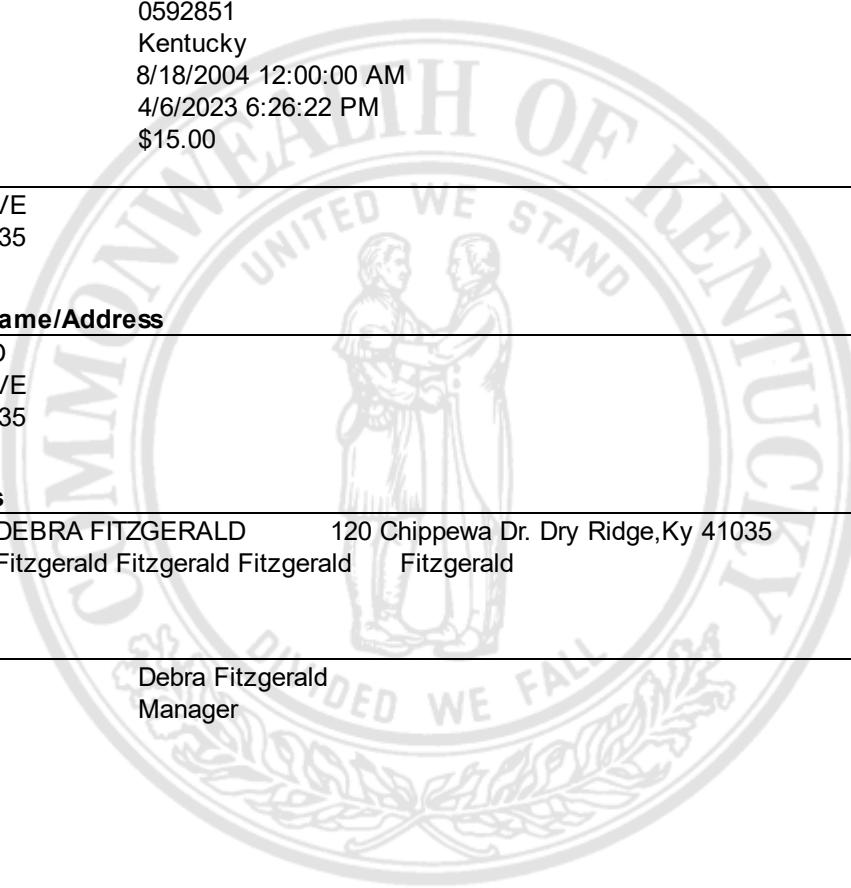 0592851
Kentucky
8/18/2004 12:00:00 AM
4/6/2023 6:26:22 PM
$15.00
VE
35
ame/Address
D
VE
35
s
DEBRA FITZGERALD 120 Chippewa Dr. Dry Ridge,Ky 41035
Fitzgerald Fitzgerald Fitzgerald Fitzgerald
Debra Fitzgerald
Manager
COMMONWEALTH OF KENTUCKY
UNITED WE STAND
DIVIDED WE FALL